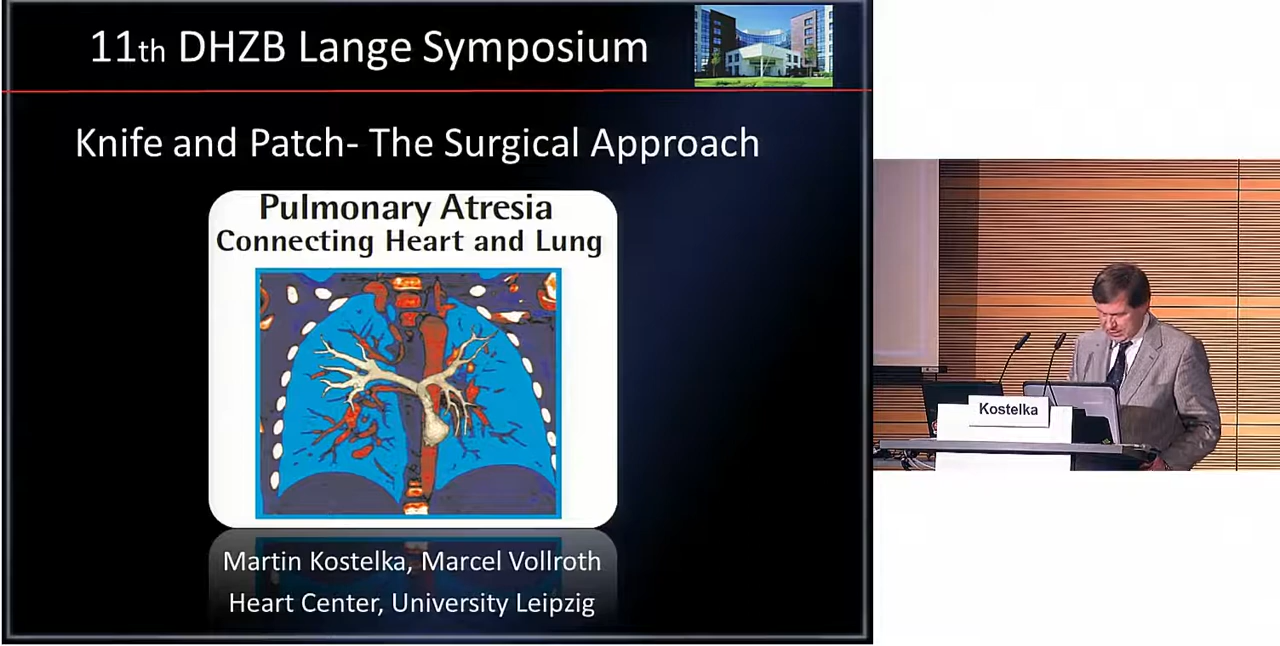 11th DHZB Lange Symposium
Knife and Patch- The Surgical Approach
Pulmonary Atresia
Connecting Heart and Lung
Martin Kostelka, Marcel Vollroth
Heart Center, University Leipzig
Kostelka